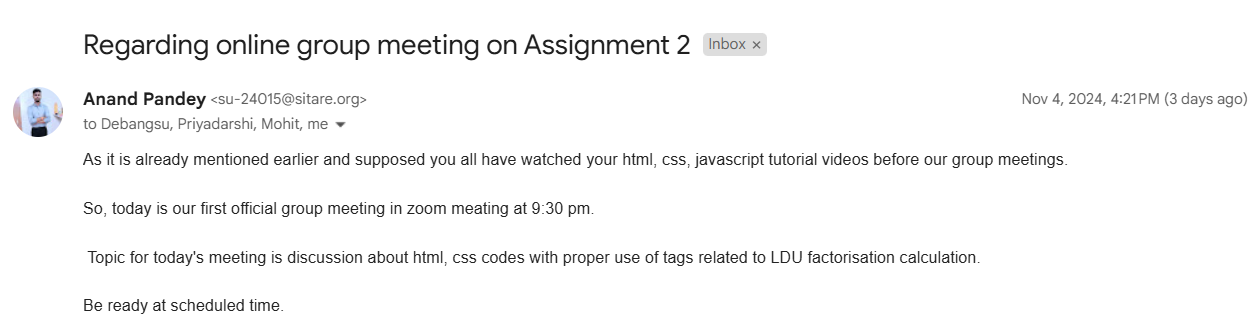 Regarding online group meeting on Assignment 2 Inbox ×
Anand Pandey <su-24015@sitare.org> Nov 4, 2024, 4:21 PM (3 days ago)
to Debangsu, Priyadarshi, Mohit, me
As it is already mentioned earlier and supposed you all have watched your html, css, javascript tutorial videos before our group meetings.
So, today is our first official group meeting in zoom meating at 9:30 pm.
Topic for today's meeting is discussion about html, css codes with proper use of tags related to LDU factorisation calculation.
Be ready at scheduled time.